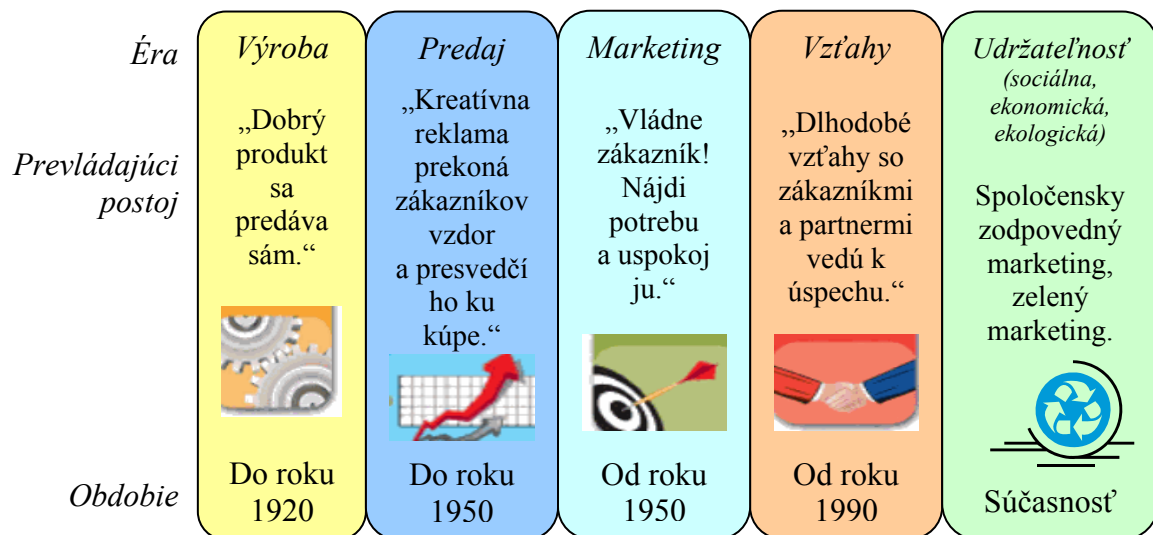 Éra
Výroba
Predaj
Marketing
Vzťahy
Udržateľnosť
(sociálna,
ekonomická,
ekologická)
Prevládajúci
postoj
„Dobrý
produkt
sa
predáva
sám.“
„Kreatívna
reklama
prekoná
zákazníkov
vzdor
a presvedčí
ho ku
kúpe.“
„Vládne
zákazník!
Nájdi
potrebu
a uspokoj
ju.“
„Dlhodobé
vzťahy so
zákazníkmi
a partnermi
vedú k
úspechu.“
Spoločensky
zodpovedný
marketing,
zelený
marketing.
Obdobie
Do roku
1920
Do roku
1950
Od roku
1950
Od roku
1990
Súčasnosť